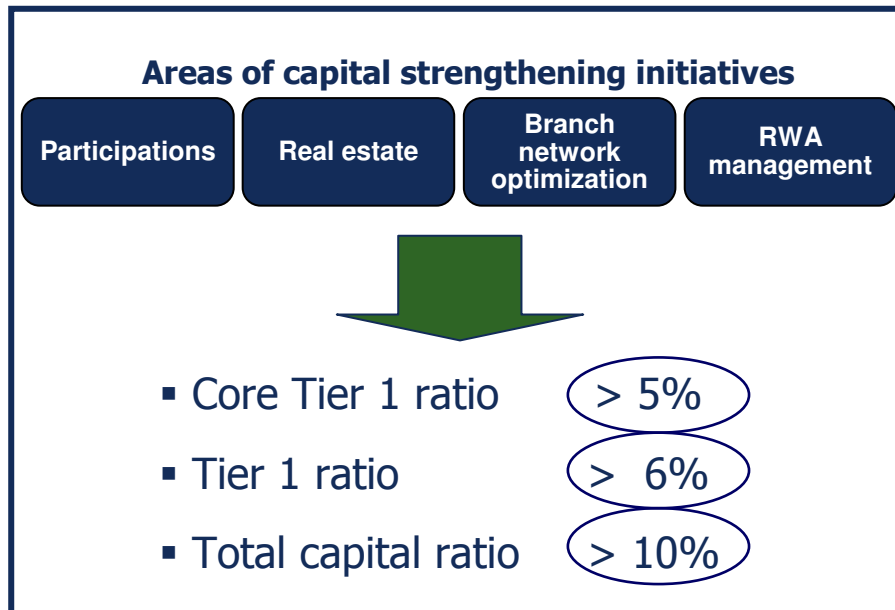 Areas of capital strengthening initiatives
Participations
Real estate
Branch
network
optimization
RWA
management
▪ Core Tier 1 ratio > 5%
▪ Tier 1 ratio > 6%
▪ Total capital ratio > 10%